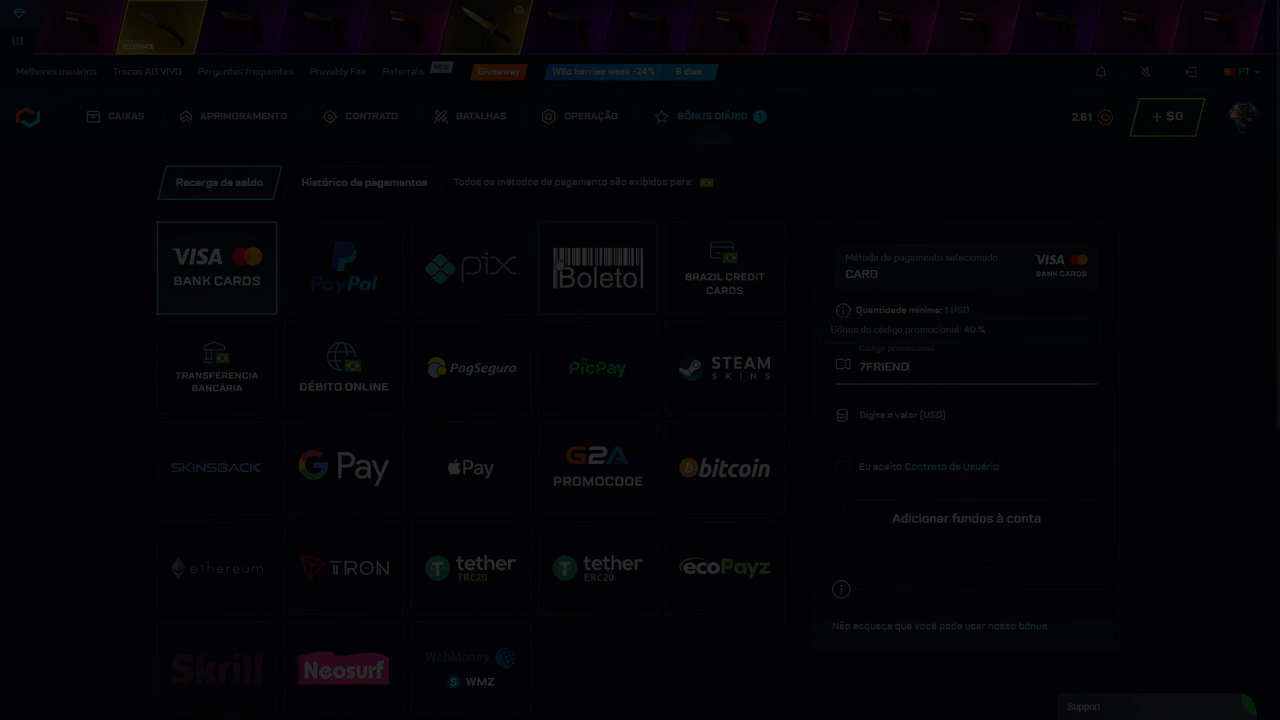 0.0994%
Melhores usuários Trocas AO VIVO Perguntas frequentes Provably Fair Referrals NEW Giveaway Wild berries week -24% 6 dias PT
CAIXAS APRIMORAMENTO CONTRATO BATALHAS OPERAÇÃO BÔNUS DIÁRIO 1 2.61 + $0
Recarga de saldo Histórico de pagamentos Todos os métodos de pagamento são exibidos para:
VISA
BANK CARDS
PayPal
pix
Boleto
BRAZIL CREDIT
CARDS
TRANSFERENCIA
BANCÁRIA
DÉBITO ONLINE
PagSeguro
PicPay
STEAM
SKINS
SKINSBACK
G Pay
Pay
G2A
PROMOCODE
bitcoin
ethereum
TRON
tether
TRC20
tether
ERC20
ecoPayz
Skrill
Neosurf
WebMoney
WMZ
Método de pagamento selecionado
CARD
VISA
BANK CARDS
Quantidade mínima: 1 USD
Bônus do código promocional: 40 %
Código promocional
7FRIEND
Digite o valor [USD]
Eu aceito Contrato de Usuário
Adicionar fundos à conta
Não esqueça que você pode usar nosso bônus.
Support